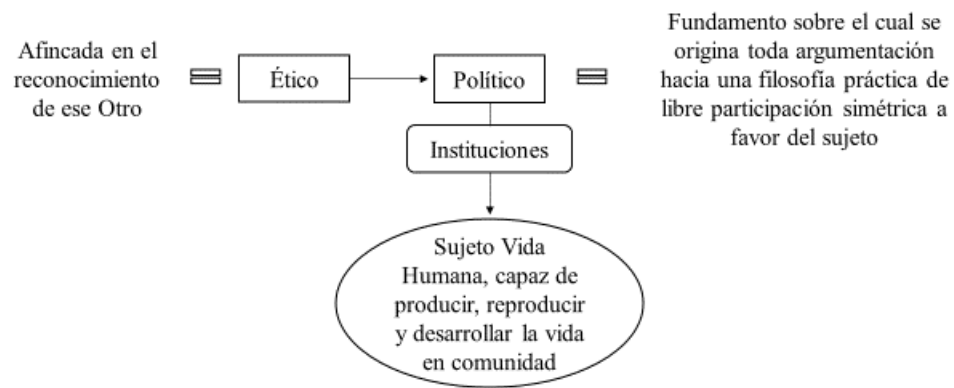 Afincada en el
reconocimiento
de ese Otro
Ético
Político
Fundamento sobre el cual se
origina toda argumentación
hacia una filosofía práctica de
libre participación simétrica a
favor del sujeto
Instituciones
Sujeto Vida
Humana, capaz de
producir, reproducir
y desarrollar la vida
en comunidad